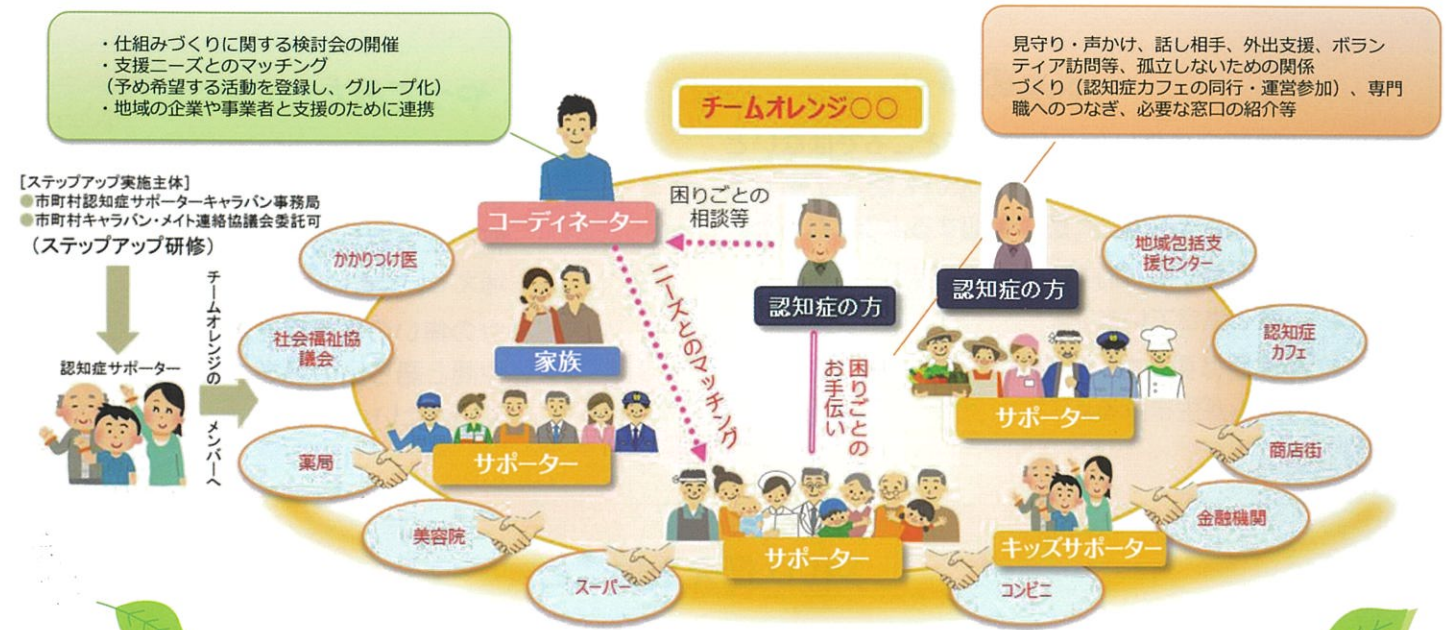 ・仕組みづくりに関する検討会の開催
・支援ニーズとのマッチング
(予め希望する活動を登録し、グループ化)
・地域の企業や事業者と支援のために連携
チームオレンジ〇〇
見守り・声かけ、話し相手、外出支援、ボラン
ティア訪問等、孤立しないための関係
づくり(認知症カフェの同行・運営参加)、専門
職へのつなぎ、必要な窓口の紹介等
[ステップアップ実施主体]
●市町村認知症サポーターキャラバン事務局
●市町村キャラバン・メイト連絡協議会委託可
(ステップアップ研修)
認知症サポーター
チームオレンジの
メンバーへ
コーディネーター
困りごとの
相談等
認知症の方
認知症の方
家族
ニーズとのマッチング
困りごとの
お手伝い
サポーター
サポーター
サポーター
キッズサポーター
かかりつけ医
社会福祉協
議会
薬局
美容院
スーパー
コンビニ
金融機関
商店街
認知症
カフェ
地域包括支
援センター